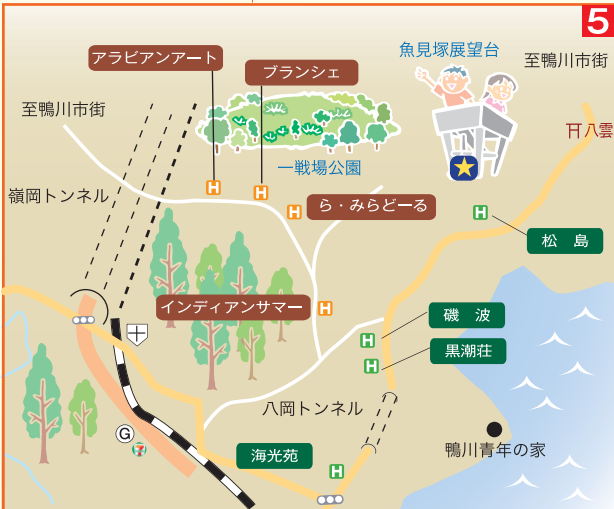 5
アラビアンアート
ブランシェ
魚見塚展望台
至鴨川市街
至鴨川市街
八雲
一戦場公園
嶺岡トンネル
H
H
H
ら・みらどーる
H
松島
インディアンサマー
H
磯波
H
黒潮荘
H
八岡トンネル
G
7
海光苑
H
鴨川青年の家